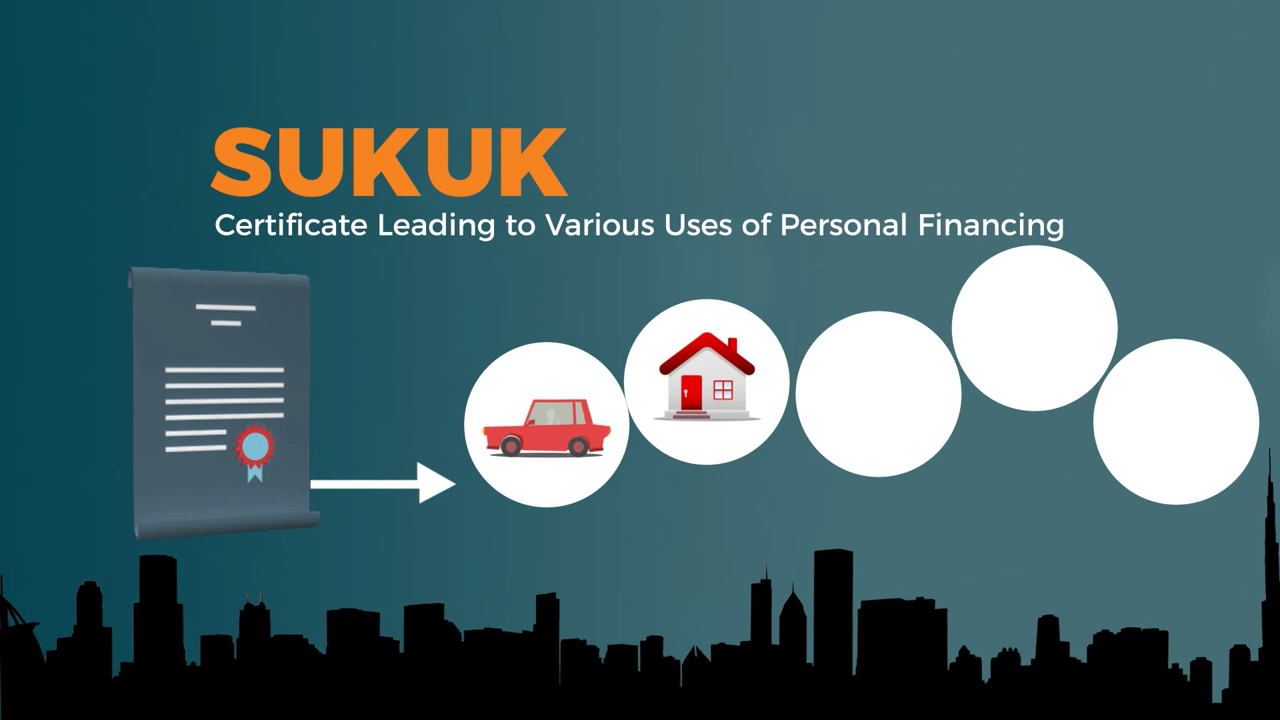 SUKUK
Certificate Leading to Various Uses of Personal Financing